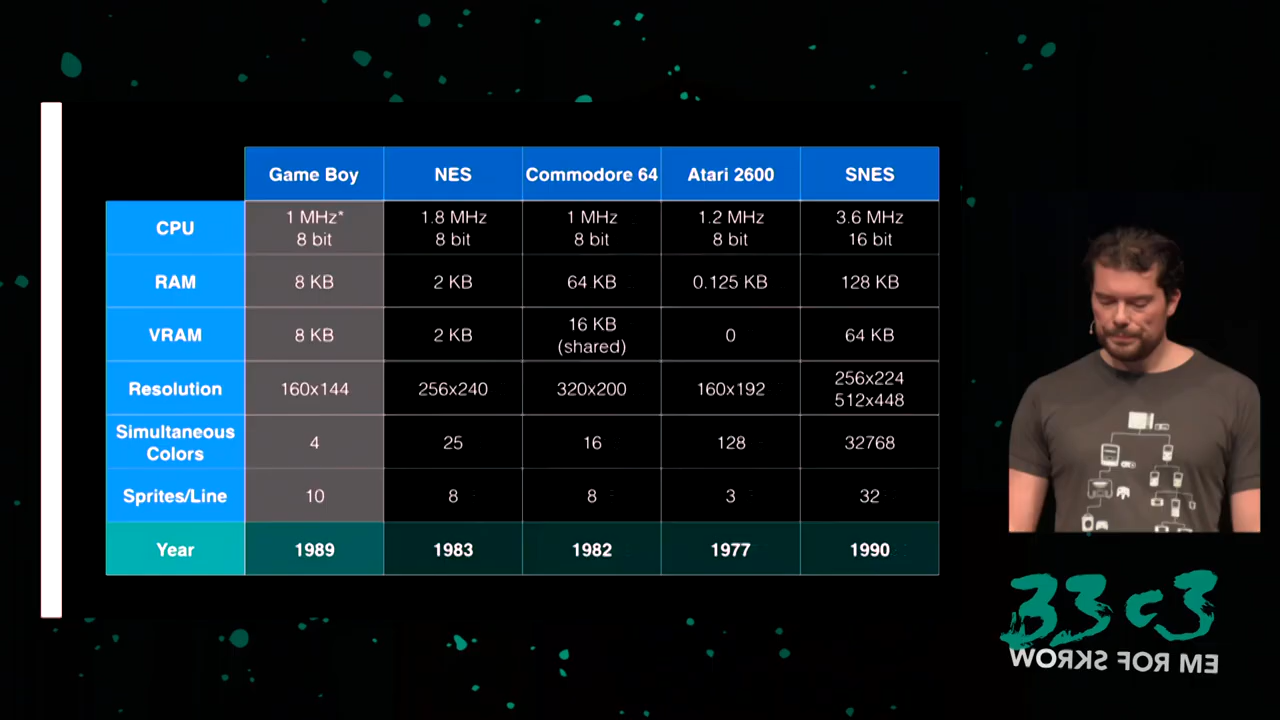 Game Boy NES Commodore 64 Atari 2600 SNES
CPU 1 MHz* 8 bit 1.8 MHz 8 bit 1 MHz 8 bit 1.2 MHz 8 bit 3.6 MHz 16 bit
RAM 8 KB 2 KB 64 KB 0.125 KB 128 KB
VRAM 8 KB 2 KB 16 KB (shared) 0 64 KB
Resolution 160x144 256x240 320x200 160x192 256x224 512x448
Simultaneous Colors 4 25 16 128 32768
Sprites/Line 10 8 8 3 32
Year 1989 1983 1982 1977 1990
33c3
WORKS FOR ME